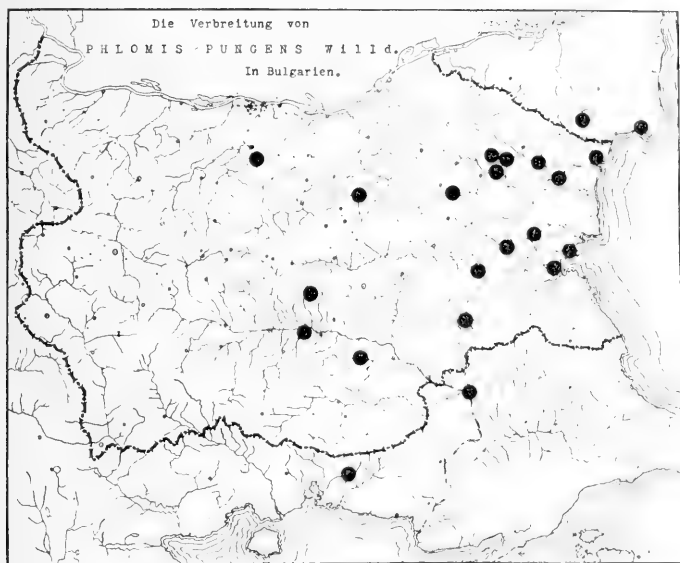 Die Verbreitung von
PHLOMIS PUNGENS Willd.
In Bulgarien.